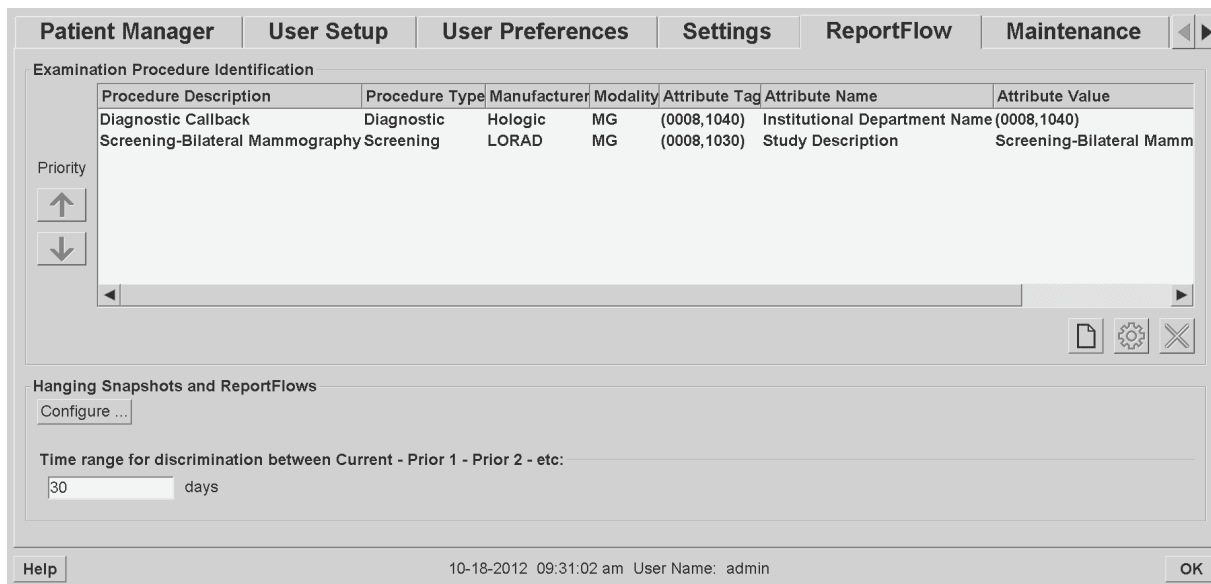 Patient Manager User Setup User Preferences Settings ReportFlow Maintenance
Examination Procedure Identification
Procedure Description Procedure Type Manufacturer Modality Attribute Tag Attribute Name Attribute Value
Diagnostic Callback Diagnostic Hologic MG (0008,1040) Institutional Department Name (0008,1040)
Screening-Bilateral Mammography Screening LORAD MG (0008,1030) Study Description Screening-Bilateral Mamm
Priority
Hanging Snapshots and ReportFlows
Configure ...
Time range for discrimination between Current - Prior 1 - Prior 2 - etc:
30 days
Help 10-18-2012 09:31:02 am User Name: admin OK